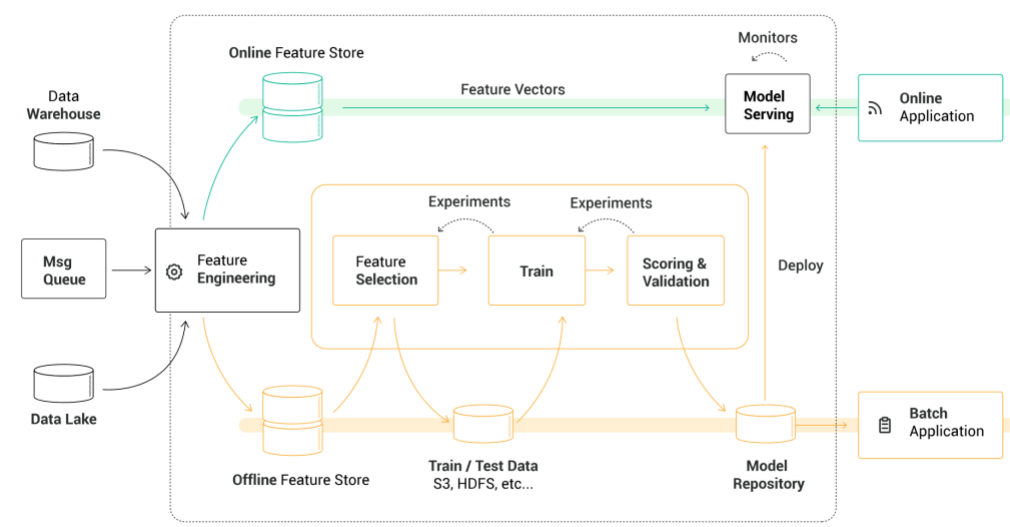 Monitors
Online Feature Store
Feature Vectors
Model
Serving
Online
Application
Data
Warehouse
Experiments
Experiments
Msg
Queue
Feature
Engineering
Feature
Selection
Train
Scoring &
Validation
Deploy
Data Lake
Batch
Application
Offline Feature Store
Train / Test Data
S3, HDFS, etc...
Model
Repository